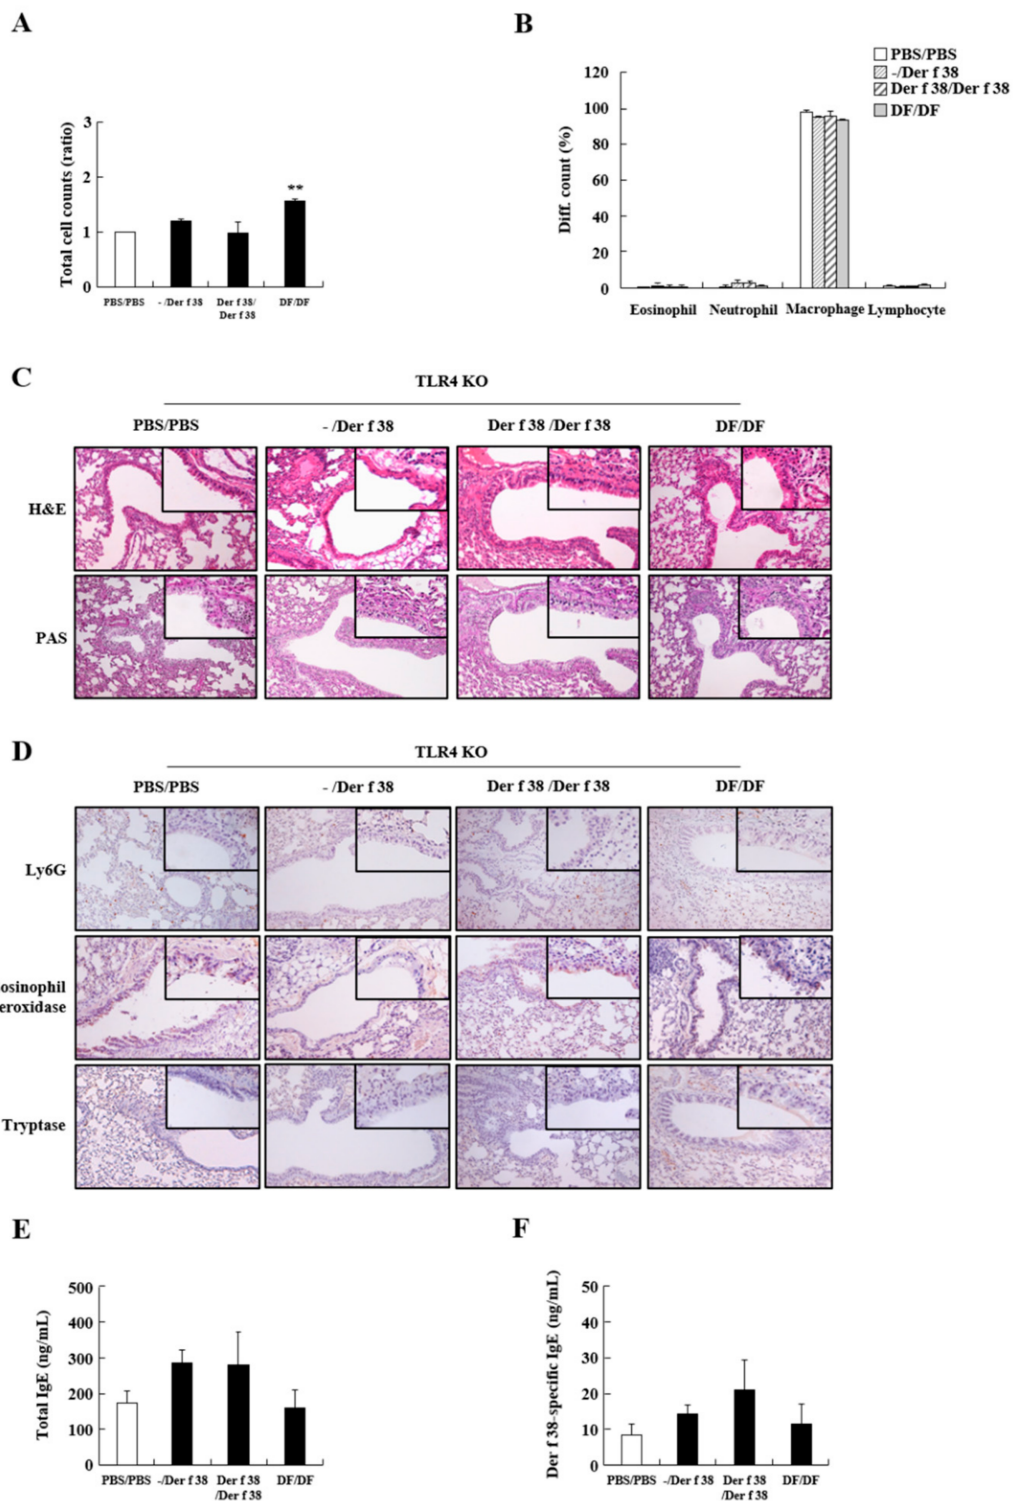 A
Total cell counts (ratio)
3
2
1
0
**
PBS/PBS
- /Der f 38
Der f 38/
Der f 38
DF/DF
B
PBS/PBS
-/Der f 38
Der f 38/Der f 38
DF/DF
Diff. count (%)
120
100
80
60
40
20
0
Eosinophil Neutrophil Macrophage Lymphocyte
C
TLR4 KO
PBS/PBS
- /Der f 38
Der f 38 /Der f 38
DF/DF
H&E
PAS
D
TLR4 KO
PBS/PBS
- /Der f 38
Der f 38 /Der f 38
DF/DF
Ly6G
osinophil
eroxidase
Tryptase
E
Total IgE (ng/mL)
500
400
300
200
100
0
PBS/PBS
-/Der f 38
Der f 38
/Der f 38
DF/DF
F
Der f 38-specific IgE (ng/mL)
50
40
30
20
10
0
PBS/PBS
-/Der f 38
Der f 38
/Der f 38
DF/DF